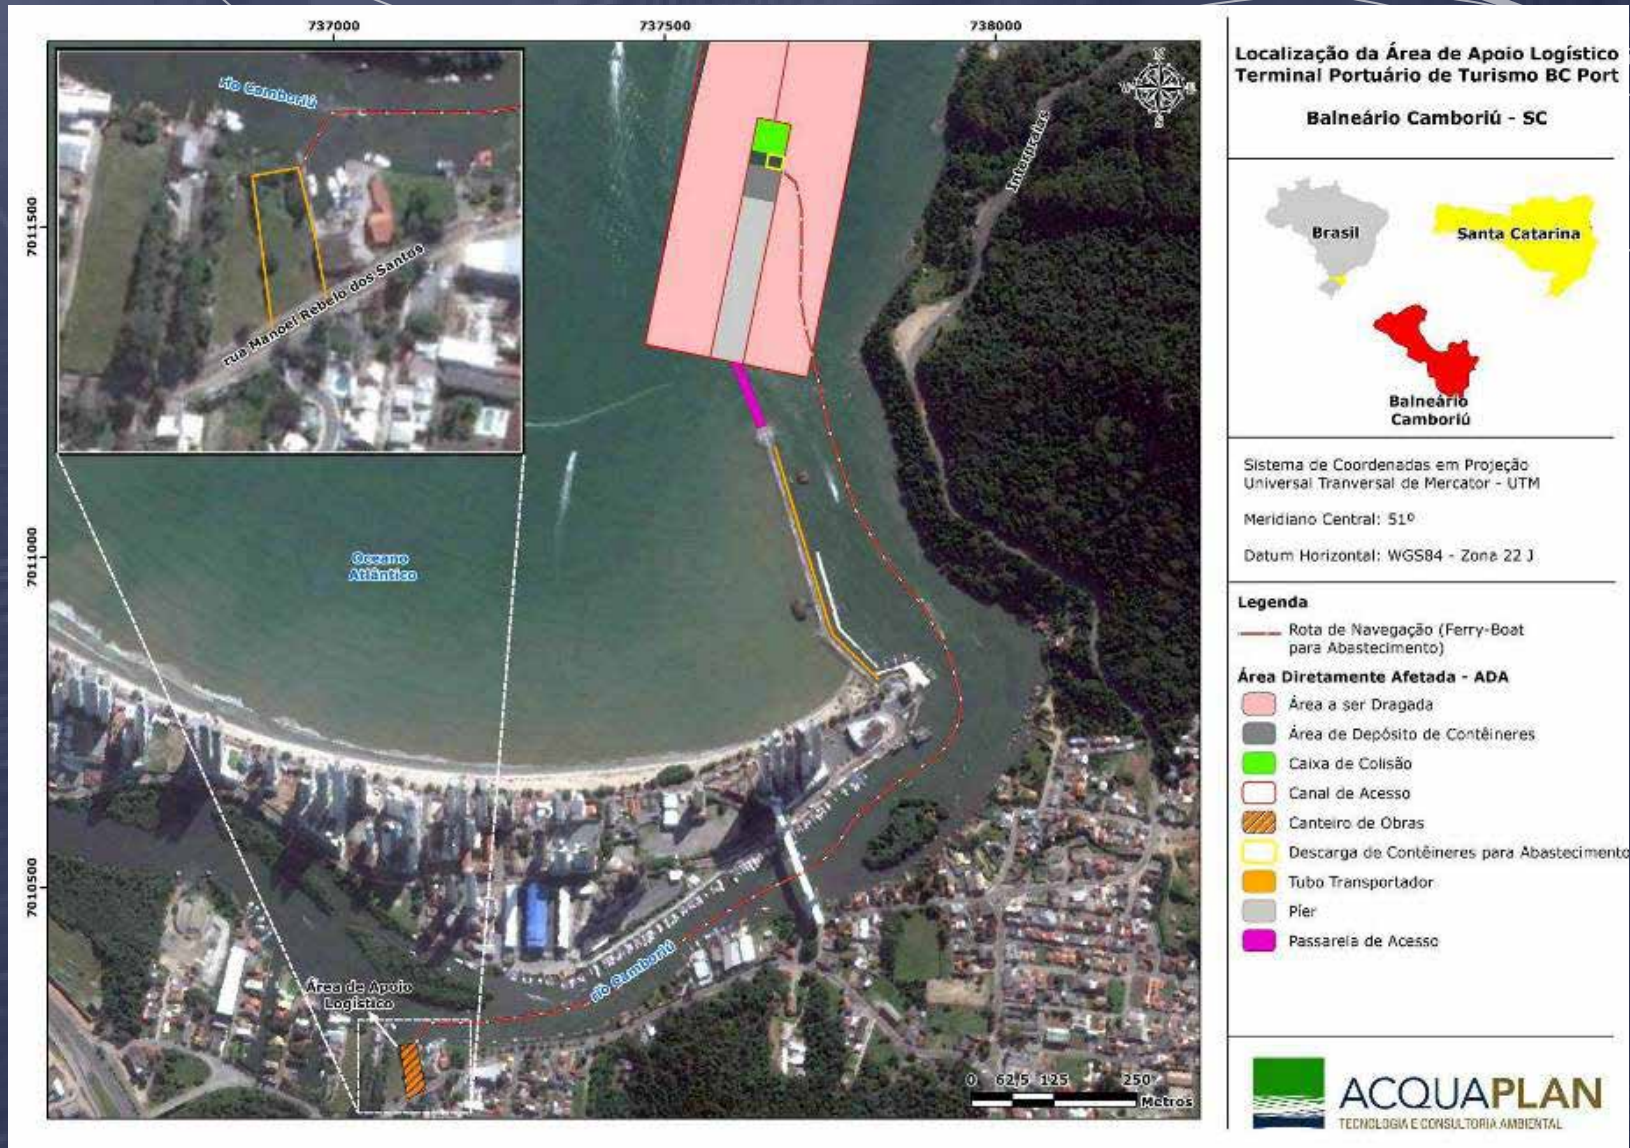 737000
737500
738000
7011500
7011000
7010500
rio Camboriú
rua Manoel Rebelo dos Santos
Interpraias
Oceano
Atlântico
Área de Apoio
Logístico
rio Camboriú
0 62,5 125 250
Metros
Localização da Área de Apoio Logístico
Terminal Portuário de Turismo BC Port
Balneário Camboriú - SC
Brasil
Santa Catarina
Balneário
Camboriú
Sistema de Coordenadas em Projeção
Universal Tranversal de Mercator - UTM
Meridiano Central: 51º
Datum Horizontal: WGS84 - Zona 22 J
Legenda
Rota de Navegação (Ferry-Boat
para Abastecimento)
Área Diretamente Afetada - ADA
Área a ser Dragada
Área de Depósito de Contêineres
Caixa de Colisão
Canal de Acesso
Canteiro de Obras
Descarga de Contêineres para Abastecimento
Tubo Transportador
Píer
Passarela de Acesso
ACQUAPLAN
TECNOLOGIA E CONSULTORIA AMBIENTAL